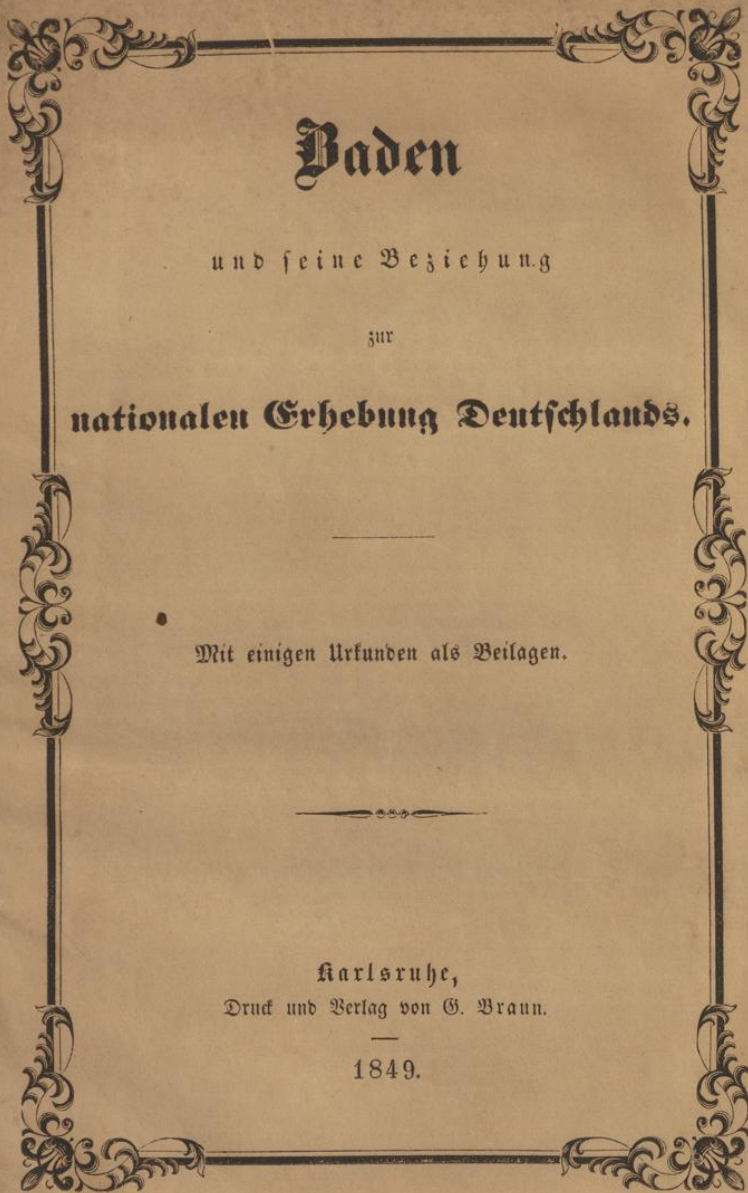 Baden
und seine Beziehung
zur
nationalen Erhebung Deutschlands.
Mit einigen Urkunden als Beilagen.
Karlsruhe,
Druck und Verlag von G. Braun.
1849.